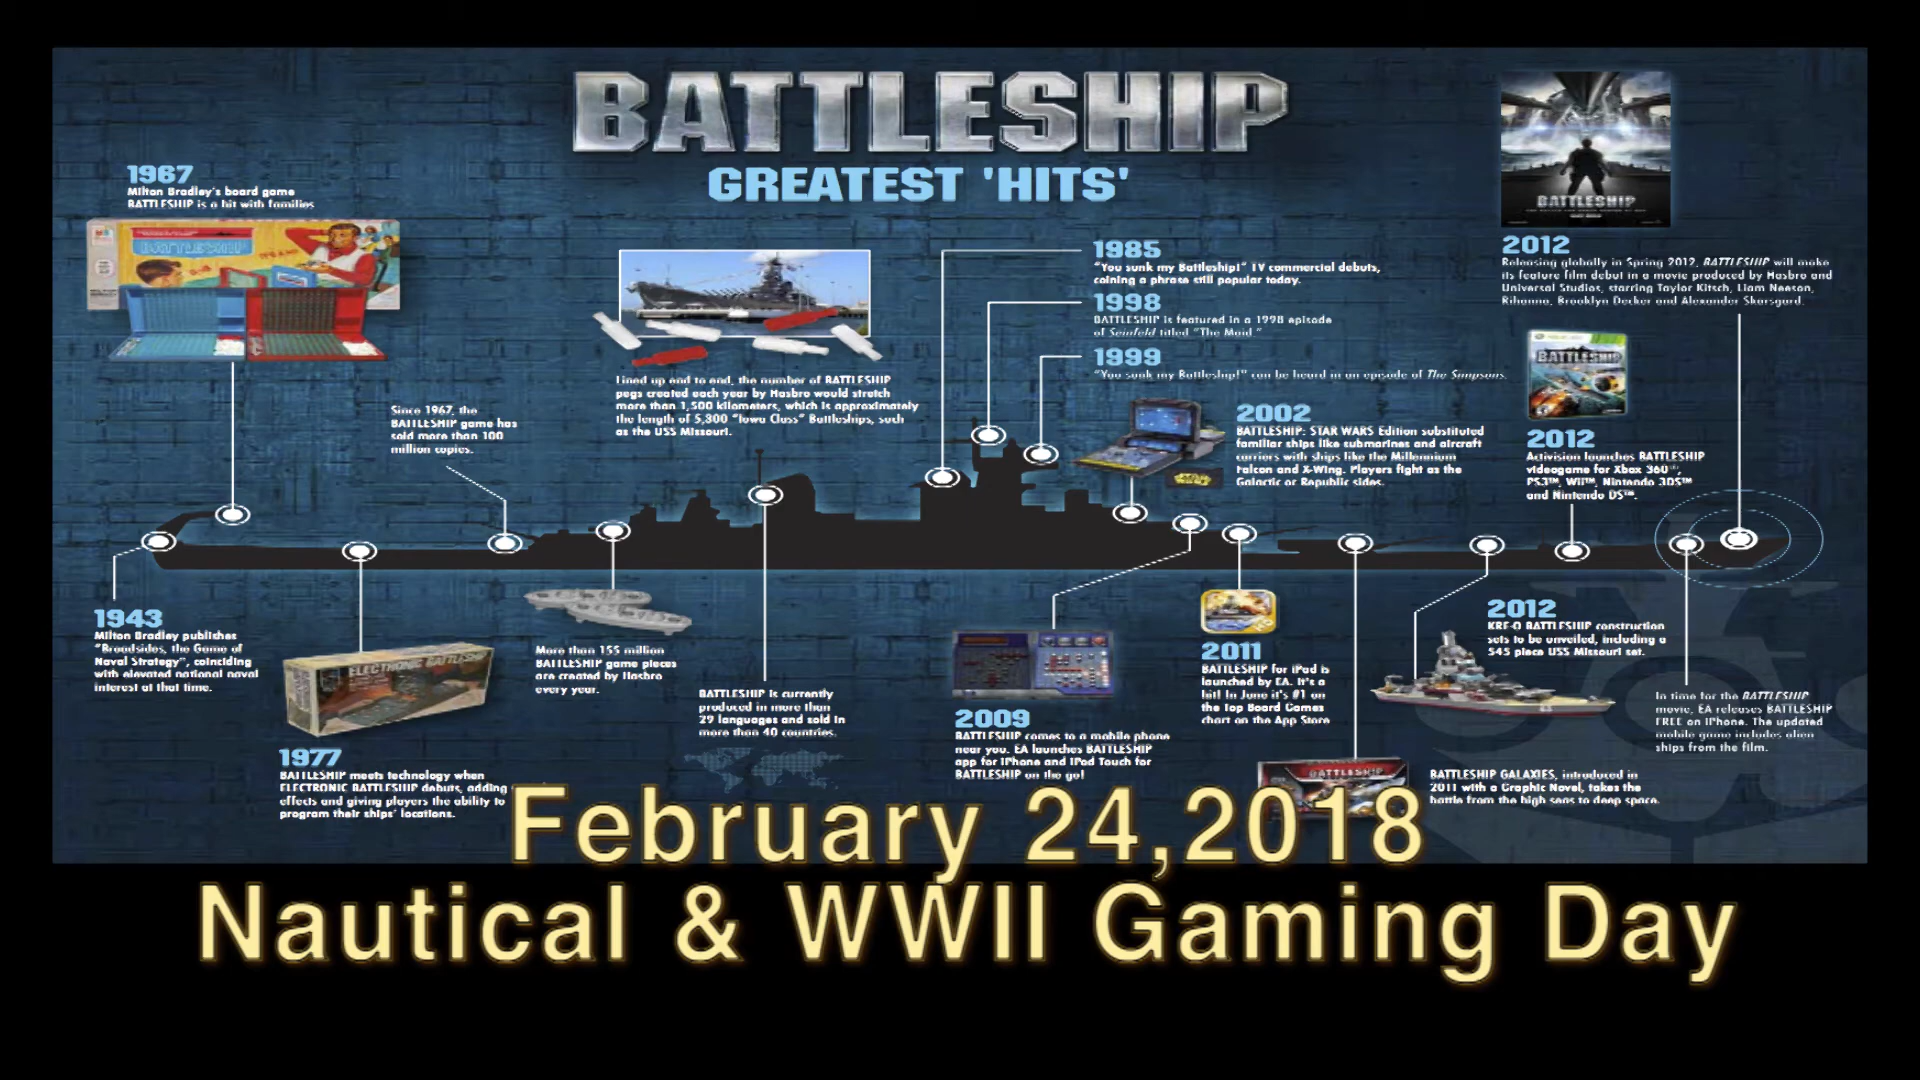 BATTLESHIP
GREATEST 'HITS'
1967
Milton Bradley's board game
BATTLESHIP is a hit with families
BATTLESHIP
Since 1967, the
BATTLESHIP game has
sold more than 100
million copies.
Lined up end to end, the number of BATTLESHIP
pegs created each year by Hasbro would stretch
more than 1,500 kilometers, which is approximately
the length of 5,800 "Iowa Class" Battleships, such
as the USS Missouri.
1985
"You sunk my Battleship!" TV commercial debuts,
coining a phrase still popular today.
1998
BATTLESHIP is featured in a 1998 episode
of Seinfeld titled "The Maid."
1999
"You sunk my Battleship!" can be heard in an episode of The Simpsons.
2002
BATTLESHIP: STAR WARS Edition substituted
familiar ships like submarines and aircraft
carriers with ships like the Millennium
Falcon and X-Wing. Players fight as the
Galactic or Republic sides.
STAR WARS
BATTLESHIP
2012
Releasing globally in Spring 2012, BATTLESHIP will make
its feature film debut in a movie produced by Hasbro and
Universal Studios, starring Taylor Kitsch, Liam Neeson,
Rihanna, Brooklyn Decker and Alexander Skarsgard.
BATTLESHIP
2012
Activision launches BATTLESHIP
videogame for Xbox 360®,
PS3™, Wii™, Nintendo 3DS™
and Nintendo DS™.
1943
Milton Bradley publishes
"Broadsides, the Game of
Naval Strategy", coinciding
with elevated national naval
interest at that time.
ELECTRONIC BATTLESHIP
1977
BATTLESHIP meets technology when
ELECTRONIC BATTLESHIP debuts, adding
effects and giving players the ability to
program their ships' locations.
More than 155 million
BATTLESHIP game pieces
are created by Hasbro
every year.
BATTLESHIP is currently
produced in more than
29 languages and sold in
more than 40 countries.
2009
BATTLESHIP comes to a mobile phone
near you. EA launches BATTLESHIP
app for iPhone and iPod Touch for
BATTLESHIP on the go!
2011
BATTLESHIP for iPad is
launched by EA. It's a
hit! In June it's #1 on
the Top Board Games
chart on the App Store
BATTLESHIP
BATTLESHIP GALAXIES, introduced in
2011 with a Graphic Novel, takes the
battle from the high seas to deep space.
2012
KRE-O BATTLESHIP construction
sets to be unveiled, including a
545 piece USS Missouri set.
In time for the BATTLESHIP
movie, EA releases BATTLESHIP
FREE on iPhone. The updated
mobile game includes alien
ships from the film.
February 24,2018
Nautical & WWII Gaming Day